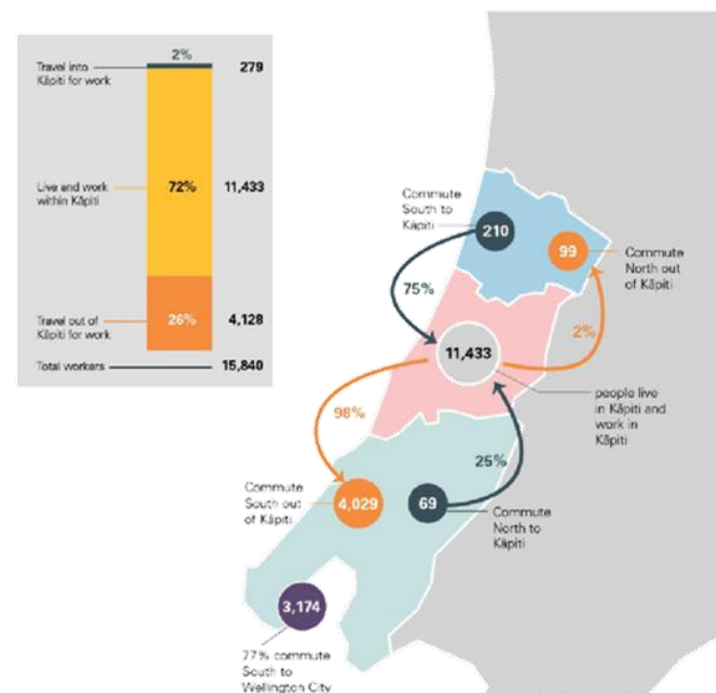 2%
Travel into
Kāpiti for work
279
Live and work
within Kāpiti
72%
11,433
Travel out of
Kāpiti for work
26%
4,128
Total workers
15,840
Commute
South to
Kāpiti
210
99
Commute
North out
of Kāpiti
75%
2%
11,433
people live
in Kāpiti and
work in
Kāpiti
98%
25%
Commute
South out
of Kāpiti
4,029
69
Commute
North to
Kāpiti
3,174
77% commute
South to
Wellington City